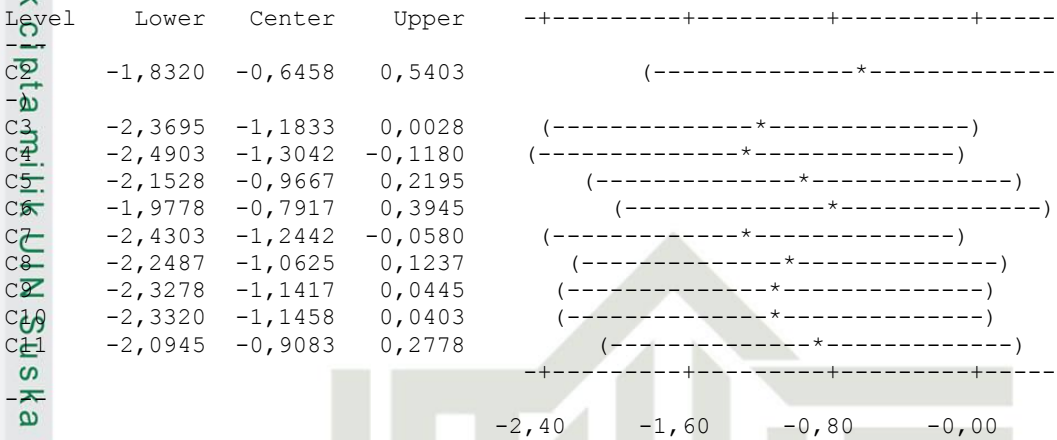 Level     Lower   Center    Upper    -+---------+---------+---------+-----
---
C2      -1,8320  -0,6458   0,5403            (--------------*-------------
-)
C3      -2,3695  -1,1833   0,0028     (--------------*--------------)
C4      -2,4903  -1,3042  -0,1180    (--------------*--------------)
C5      -2,1528  -0,9667   0,2195        (--------------*--------------)
C6      -1,9778  -0,7917   0,3945          (--------------*--------------)
C7      -2,4303  -1,2442  -0,0580     (-------------*--------------)
C8      -2,2487  -1,0625   0,1237       (--------------*--------------)
C9      -2,3278  -1,1417   0,0445      (--------------*--------------)
C10     -2,3320  -1,1458   0,0403      (--------------*--------------)
C11     -2,0945  -0,9083   0,2778         (--------------*-------------)
                                     -+---------+---------+---------+-----
---
                                   -2,40     -1,60     -0,80     -0,00
k cipta milik UIN Suska